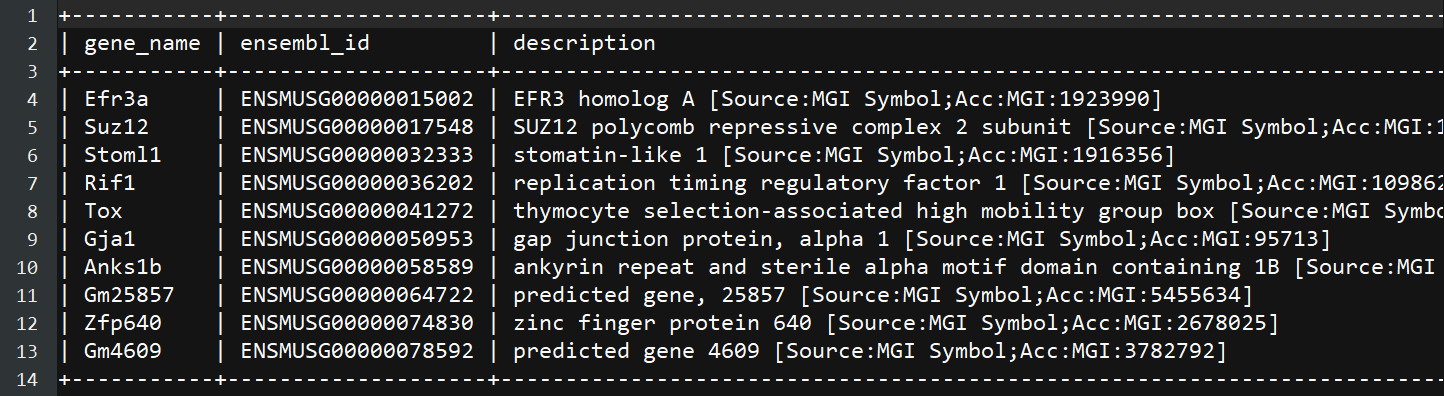 1 +-----------+--------------------+--------------------------------------------------------------------------
2 | gene_name | ensembl_id         | description
3 +-----------+--------------------+--------------------------------------------------------------------------
4 | Efr3a     | ENSMUSG00000015002 | EFR3 homolog A [Source:MGI Symbol;Acc:MGI:1923990]
5 | Suz12     | ENSMUSG00000017548 | SUZ12 polycomb repressive complex 2 subunit [Source:MGI Symbol;Acc:MGI:1
6 | Stoml1    | ENSMUSG00000032333 | stomatin-like 1 [Source:MGI Symbol;Acc:MGI:1916356]
7 | Rif1      | ENSMUSG00000036202 | replication timing regulatory factor 1 [Source:MGI Symbol;Acc:MGI:109862
8 | Tox       | ENSMUSG00000041272 | thymocyte selection-associated high mobility group box [Source:MGI Symbo
9 | Gja1      | ENSMUSG00000050953 | gap junction protein, alpha 1 [Source:MGI Symbol;Acc:MGI:95713]
10 | Anks1b    | ENSMUSG00000058589 | ankyrin repeat and sterile alpha motif domain containing 1B [Source:MGI
11 | Gm25857   | ENSMUSG00000064722 | predicted gene, 25857 [Source:MGI Symbol;Acc:MGI:5455634]
12 | Zfp640    | ENSMUSG00000074830 | zinc finger protein 640 [Source:MGI Symbol;Acc:MGI:2678025]
13 | Gm4609    | ENSMUSG00000078592 | predicted gene 4609 [Source:MGI Symbol;Acc:MGI:3782792]
14 +-----------+--------------------+--------------------------------------------------------------------------